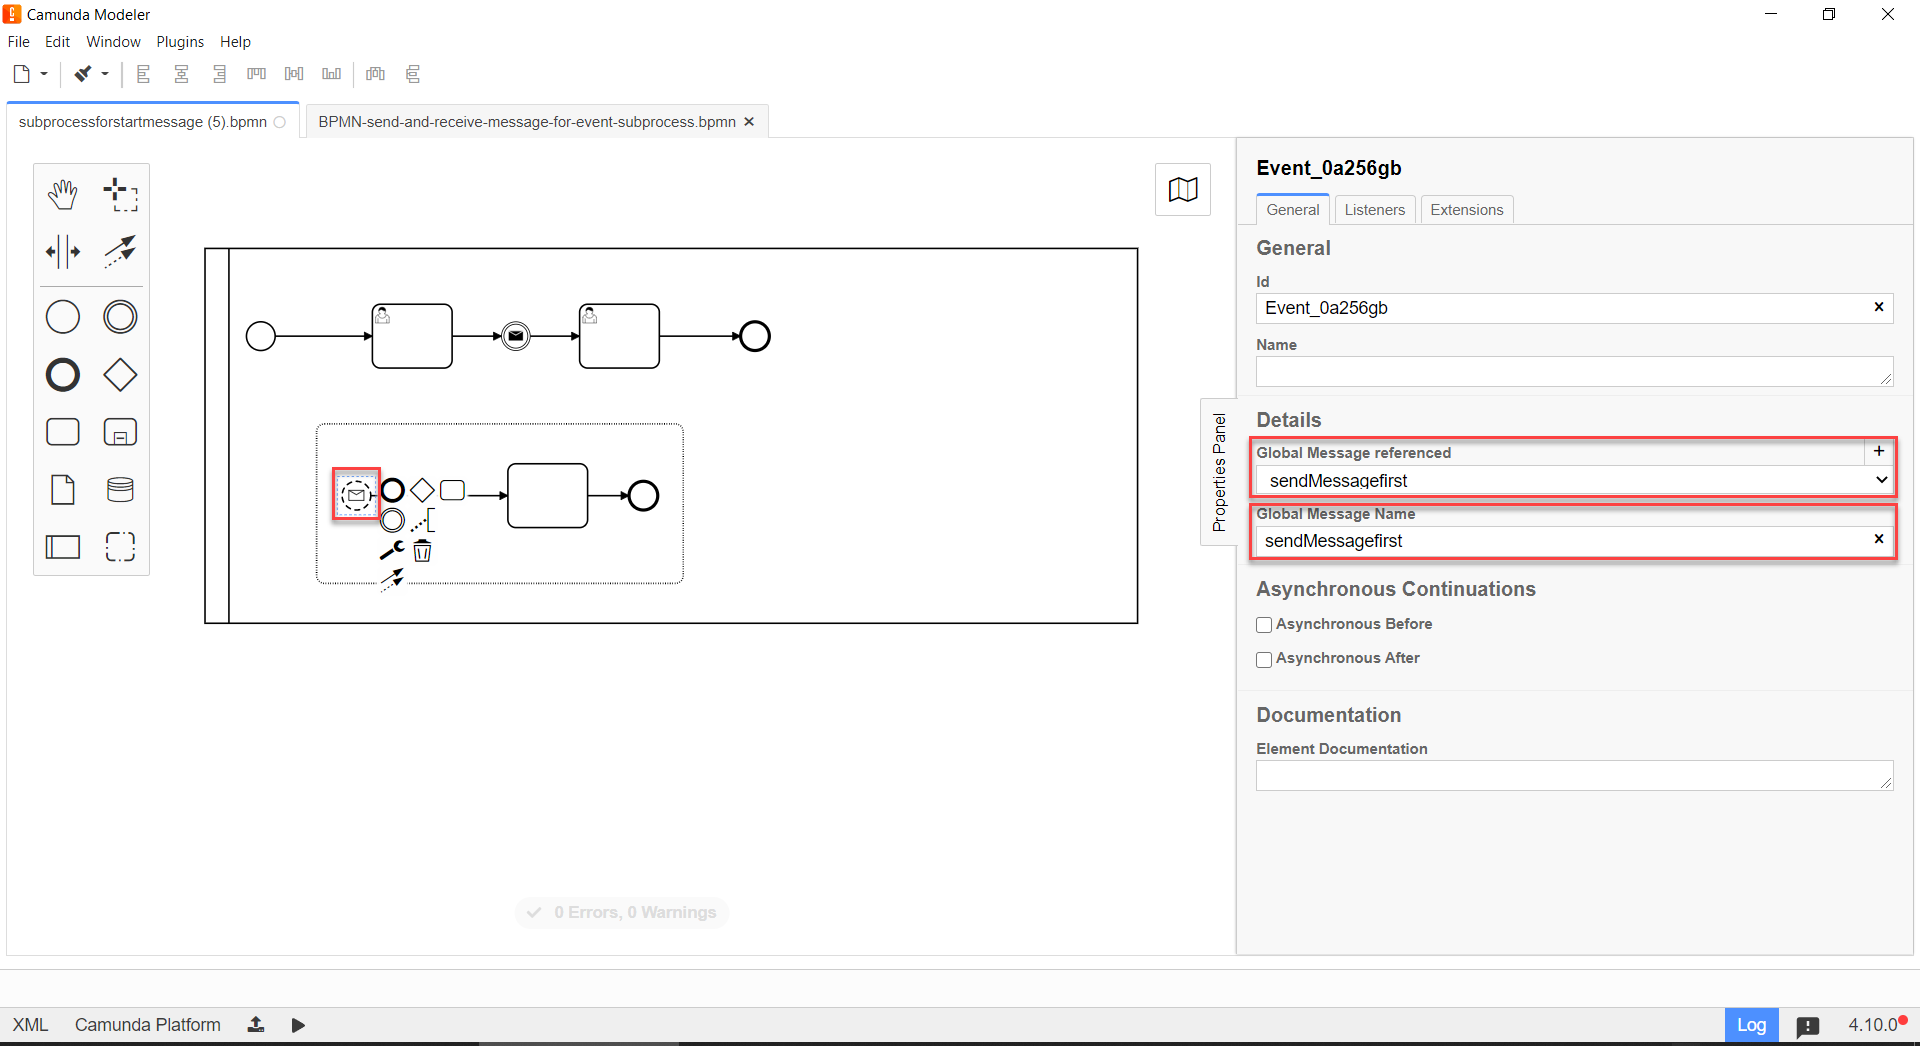 Camunda Modeler
File Edit Window Plugins Help
subprocessforstartmessage (5).bpmn
BPMN-send-and-receive-message-for-event-subprocess.bpmn
Event_0a256gb
General Listeners Extensions
General
Id
Event_0a256gb
Name
Details
Global Message referenced
+
sendMessagefirst
Global Message Name
sendMessagefirst
Asynchronous Continuations
Asynchronous Before
Asynchronous After
Documentation
Element Documentation
Properties Panel
0 Errors, 0 Warnings
XML Camunda Platform
Log
4.10.0